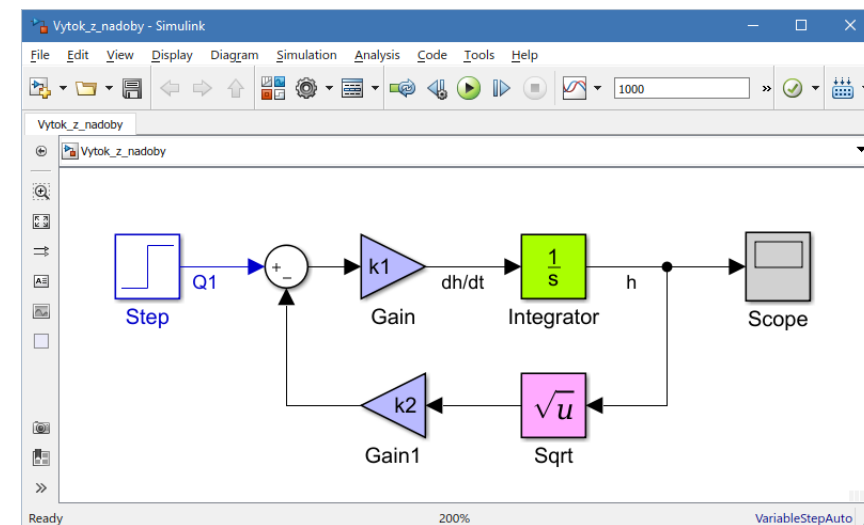 Vytok_z_nadoby - Simulink
File Edit View Display Diagram Simulation Analysis Code Tools Help
1000 »
Vytok_z_nadoby
Vytok_z_nadoby
Step
Q1
+
−
k1
Gain
dh/dt
1
s
Integrator
h
Scope
k2
Gain1
√u
Sqrt
»
Ready 200% VariableStepAuto